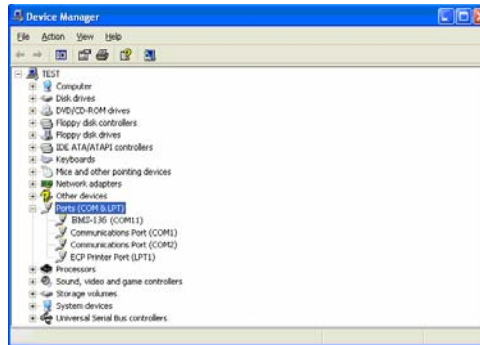 Device Manager
File Action View Help
TEST
Computer
Disk drives
DVD/CD-ROM drives
Floppy disk controllers
Floppy disk drives
IDE ATA/ATAPI controllers
Keyboards
Mice and other pointing devices
Network adapters
Other devices
Ports (COM & LPT)
BMS-136 (COM11)
Communications Port (COM1)
Communications Port (COM2)
ECP Printer Port (LPT1)
Processors
Sound, video and game controllers
Storage volumes
System devices
Universal Serial Bus controllers